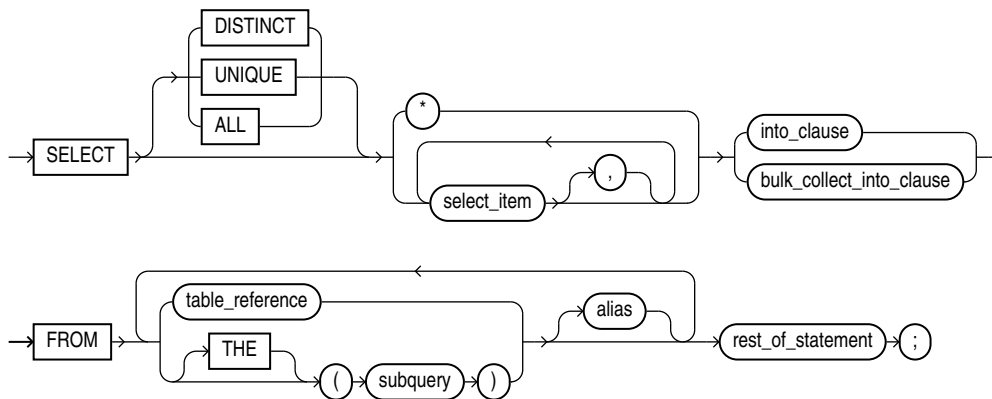 DISTINCT
UNIQUE
ALL
SELECT
*
select_item
,
into_clause
bulk_collect_into_clause
FROM
table_reference
THE
( subquery )
alias
rest_of_statement ;